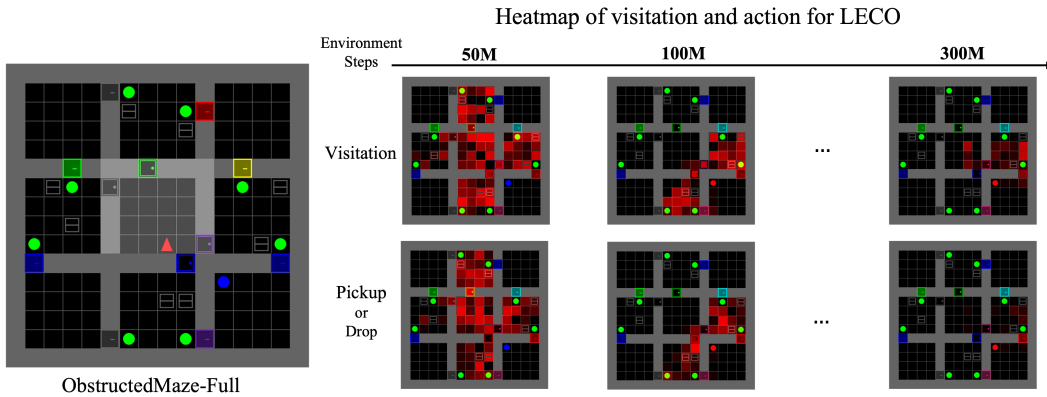 Heatmap of visitation and action for LECO
Environment
Steps
50M
100M
300M
Visitation
...
Pickup
or
Drop
...
ObstructedMaze-Full